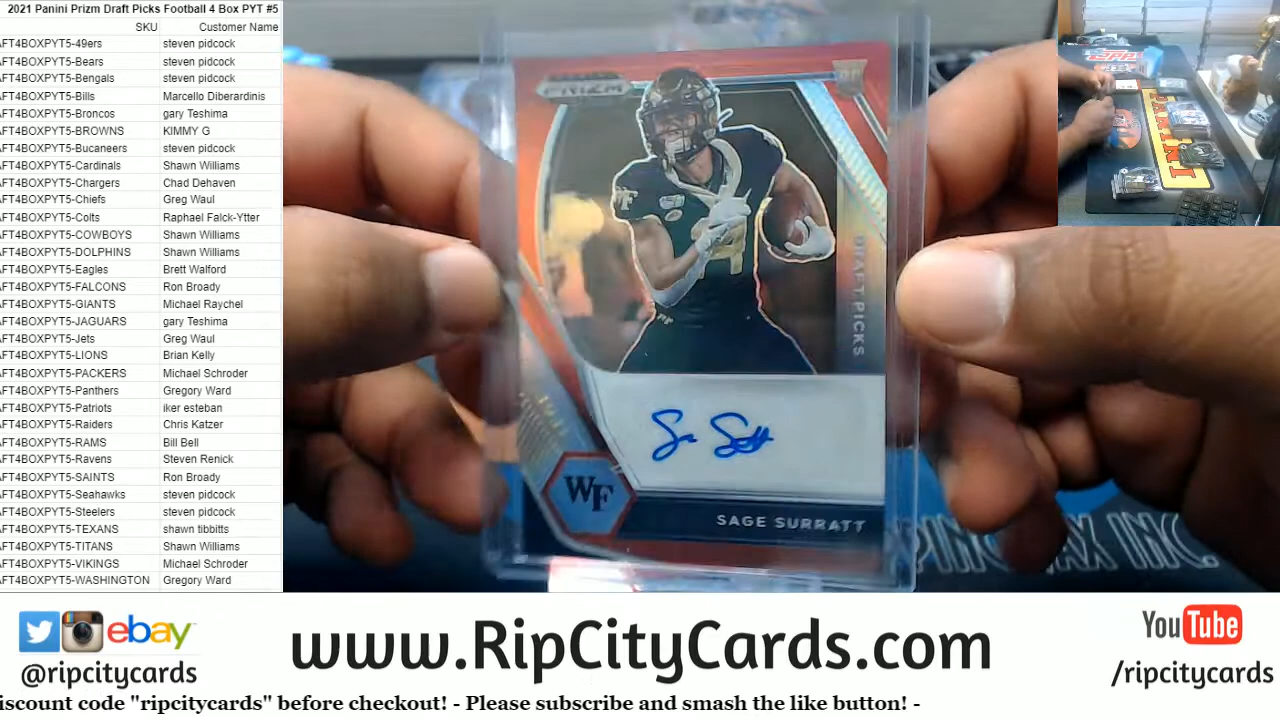 2021 Panini Prizm Draft Picks Football 4 Box PYT #5
SKU Customer Name
AFT4BOXPYT5-49ers steven pidcock
AFT4BOXPYT5-Bears steven pidcock
AFT4BOXPYT5-Bengals steven pidcock
AFT4BOXPYT5-Bills Marcello Diberardinis
AFT4BOXPYT5-Broncos gary Teshima
AFT4BOXPYT5-BROWNS KIMMY G
AFT4BOXPYT5-Bucaneers steven pidcock
AFT4BOXPYT5-Cardinals Shawn Williams
AFT4BOXPYT5-Chargers Chad Dehaven
AFT4BOXPYT5-Chiefs Greg Waul
AFT4BOXPYT5-Colts Raphael Falck-Ytter
AFT4BOXPYT5-COWBOYS Shawn Williams
AFT4BOXPYT5-DOLPHINS Shawn Williams
AFT4BOXPYT5-Eagles Brett Walford
AFT4BOXPYT5-FALCONS Ron Broady
AFT4BOXPYT5-GIANTS Michael Raychel
AFT4BOXPYT5-JAGUARS gary Teshima
AFT4BOXPYT5-Jets Greg Waul
AFT4BOXPYT5-LIONS Brian Kelly
AFT4BOXPYT5-PACKERS Michael Schroder
AFT4BOXPYT5-Panthers Gregory Ward
AFT4BOXPYT5-Patriots iker esteban
AFT4BOXPYT5-Raiders Chris Katzer
AFT4BOXPYT5-RAMS Bill Bell
AFT4BOXPYT5-Ravens Steven Renick
AFT4BOXPYT5-SAINTS Ron Broady
AFT4BOXPYT5-Seahawks steven pidcock
AFT4BOXPYT5-Steelers steven pidcock
AFT4BOXPYT5-TEXANS shawn tibbitts
AFT4BOXPYT5-TITANS Shawn Williams
AFT4BOXPYT5-VIKINGS Michael Schroder
AFT4BOXPYT5-WASHINGTON Gregory Ward
PRIZM
DRAFT PICKS
WF
SAGE SURRATT
PANINI
ebay
@ripcitycards
www.RipCityCards.com
YouTube
/ripcitycards
iscount code "ripcitycards" before checkout! - Please subscribe and smash the like button! -